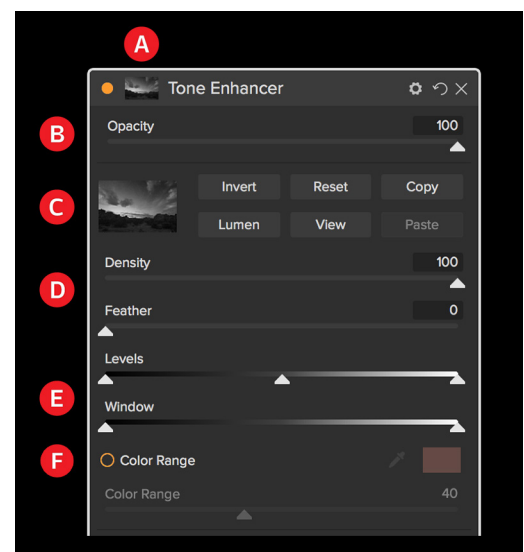 A
Tone Enhancer
B
Opacity 100
C
Invert Reset Copy
Lumen View Paste
D
Density 100
Feather 0
Levels
E
Window
F
Color Range
Color Range 40